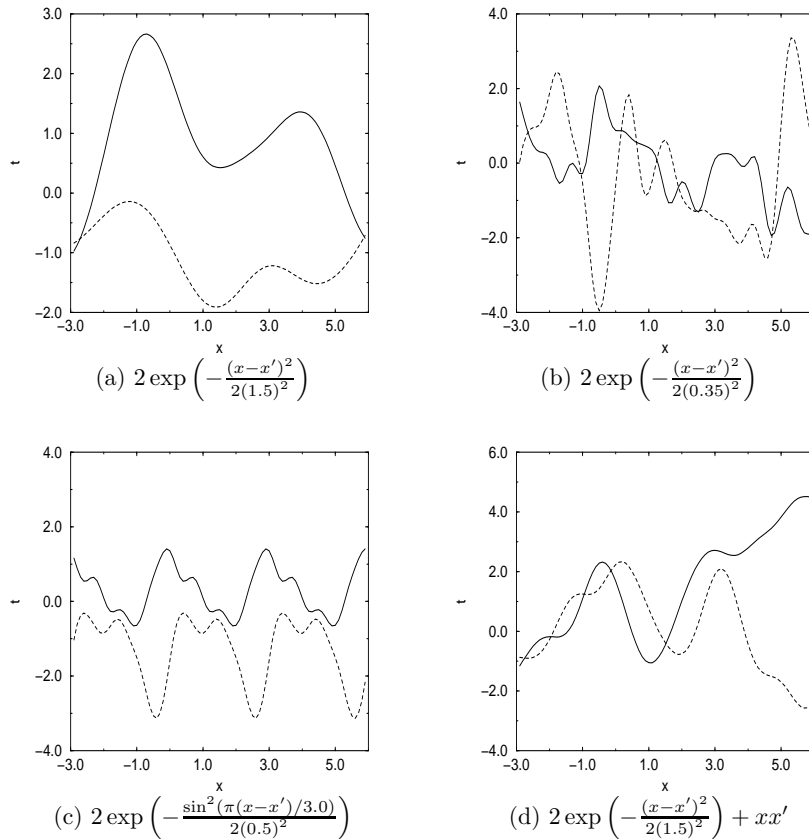 3.0
2.0
1.0
0.0
−1.0
−2.0
t
−3.0 −1.0 1.0 3.0 5.0
x
(a) 2 exp (−(x−x′)²/2(1.5)²)
4.0
2.0
0.0
−2.0
−4.0
t
−3.0 −1.0 1.0 3.0 5.0
x
(b) 2 exp (−(x−x′)²/2(0.35)²)
4.0
2.0
0.0
−2.0
−4.0
t
−3.0 −1.0 1.0 3.0 5.0
x
(c) 2 exp (−sin²(π(x−x′)/3.0)/2(0.5)²)
6.0
4.0
2.0
0.0
−2.0
−4.0
t
−3.0 −1.0 1.0 3.0 5.0
x
(d) 2 exp (−(x−x′)²/2(1.5)²) + xx′